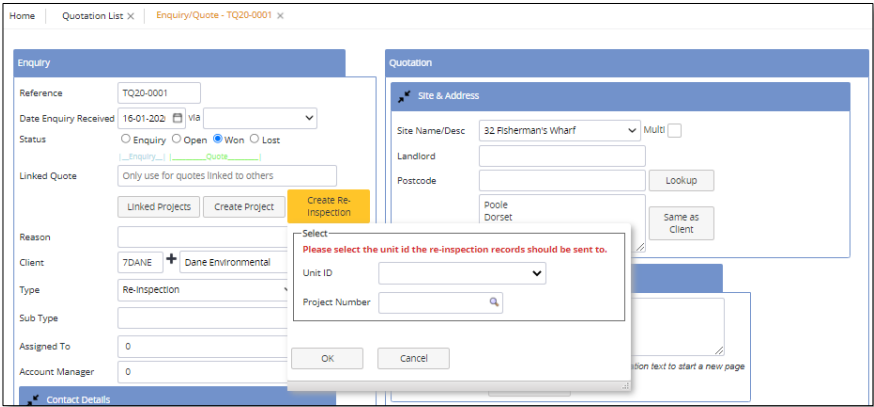 Home
Quotation List ×
Enquiry/Quote - TQ20-0001 ×
Enquiry
Reference
TQ20-0001
Date Enquiry Received
16-01-202
via
Status
Enquiry
Open
Won
Lost
|__Enquiry__| |________Quote_______|
Linked Quote
Only use for quotes linked to others
Linked Projects
Create Project
Create Re-
Inspection
Reason
Client
7DANE
Dane Environmental
Type
Re-Inspection
Sub Type
Assigned To
0
Account Manager
0
Contact Details
Quotation
Site & Address
Site Name/Desc
32 Fisherman's Wharf
Multi
Landlord
Postcode
Lookup
Poole
Dorset
Same as
Client
Select
Please select the unit id the re-inspection records should be sent to.
Unit ID
Project Number
OK
Cancel
text to start a new page